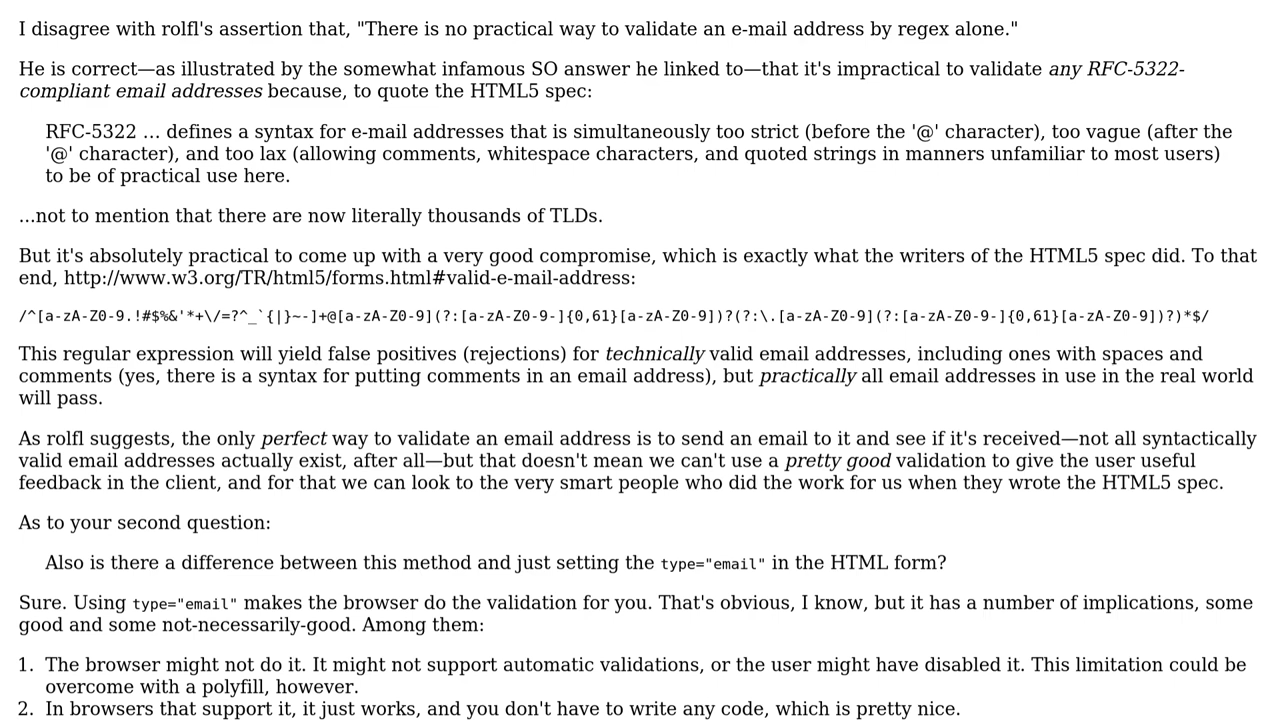 I disagree with rolfl's assertion that, "There is no practical way to validate an e-mail address by regex alone."
He is correct—as illustrated by the somewhat infamous SO answer he linked to—that it's impractical to validate any RFC-5322-
compliant email addresses because, to quote the HTML5 spec:
RFC-5322 ... defines a syntax for e-mail addresses that is simultaneously too strict (before the '@' character), too vague (after the
'@' character), and too lax (allowing comments, whitespace characters, and quoted strings in manners unfamiliar to most users)
to be of practical use here.
...not to mention that there are now literally thousands of TLDs.
But it's absolutely practical to come up with a very good compromise, which is exactly what the writers of the HTML5 spec did. To that
end, http://www.w3.org/TR/html5/forms.html#valid-e-mail-address:
/^[a-zA-Z0-9.!#$%&'*+\/=?^_`{|}~-]+@[a-zA-Z0-9](?:[a-zA-Z0-9-]{0,61}[a-zA-Z0-9])?(?:\.[a-zA-Z0-9](?:[a-zA-Z0-9-]{0,61}[a-zA-Z0-9])?)*$/
This regular expression will yield false positives (rejections) for technically valid email addresses, including ones with spaces and
comments (yes, there is a syntax for putting comments in an email address), but practically all email addresses in use in the real world
will pass.
As rolfl suggests, the only perfect way to validate an email address is to send an email to it and see if it's received—not all syntactically
valid email addresses actually exist, after all—but that doesn't mean we can't use a pretty good validation to give the user useful
feedback in the client, and for that we can look to the very smart people who did the work for us when they wrote the HTML5 spec.
As to your second question:
Also is there a difference between this method and just setting the type="email" in the HTML form?
Sure. Using type="email" makes the browser do the validation for you. That's obvious, I know, but it has a number of implications, some
good and some not-necessarily-good. Among them:
1. The browser might not do it. It might not support automatic validations, or the user might have disabled it. This limitation could be
overcome with a polyfill, however.
2. In browsers that support it, it just works, and you don't have to write any code, which is pretty nice.